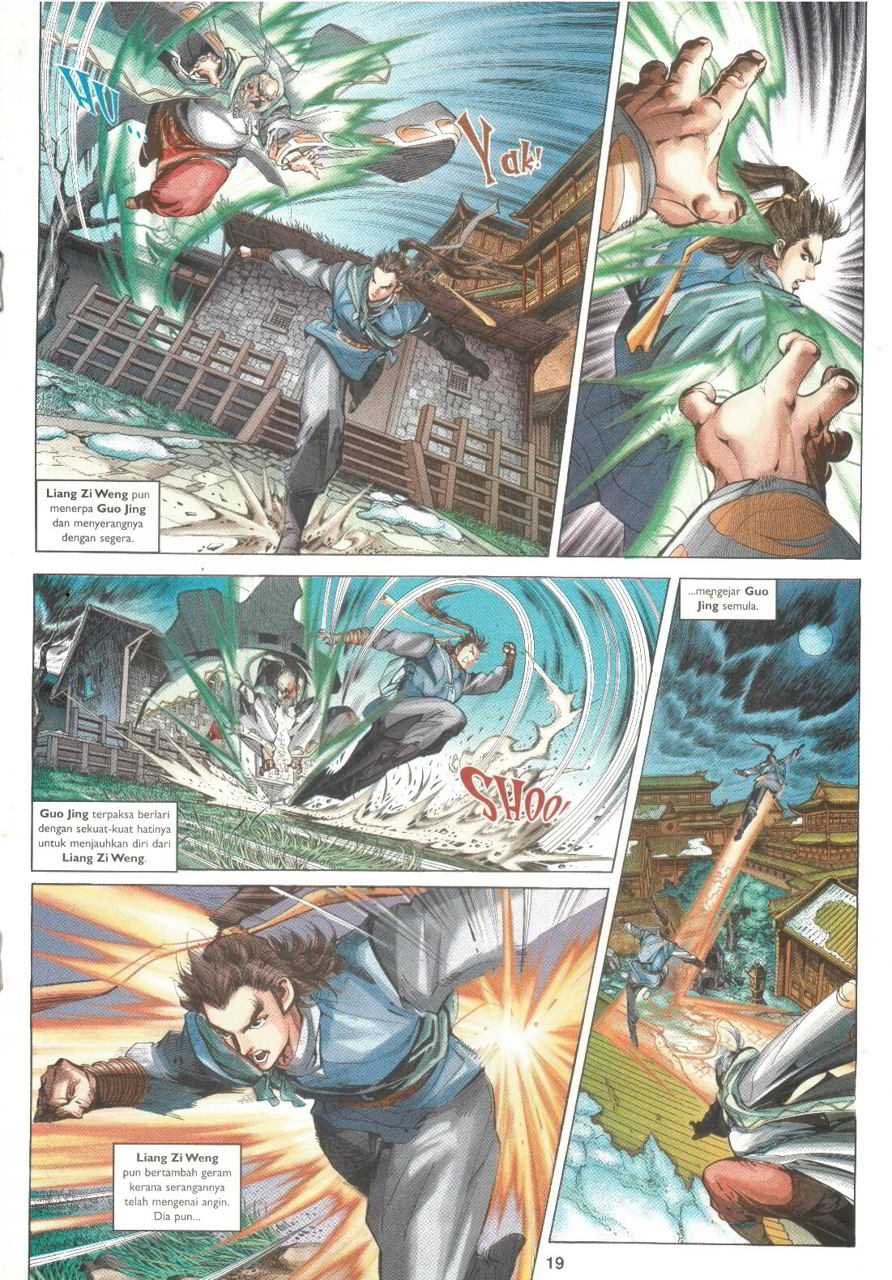 HU...
Yak!
Liang Zi Weng pun
menerpa Guo Jing
dan menyerangnya
dengan segera.
SHOO!
Guo Jing terpaksa berlari
dengan sekuat-kuat hatinya
untuk menjauhkan diri dari
Liang Zi Weng.
Liang Zi Weng
pun bertambah geram
kerana serangannya
telah mengenai angin.
Dia pun...
...mengejar Guo
Jing semula.
19